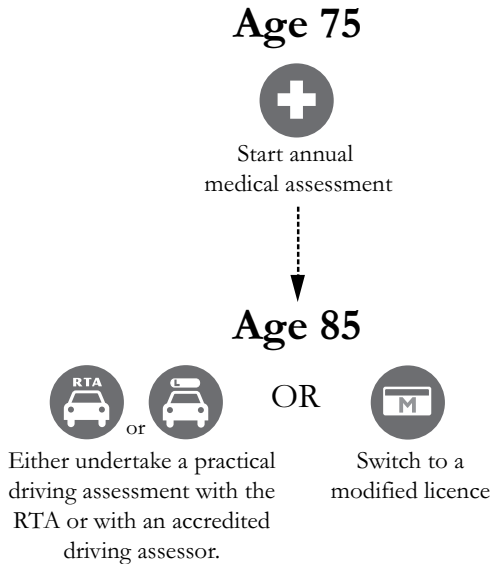 Age 75
Start annual
medical assessment
Age 85
RTA
L
or
OR
M
Either undertake a practical
driving assessment with the
RTA or with an accredited
driving assessor.
Switch to a
modified licence